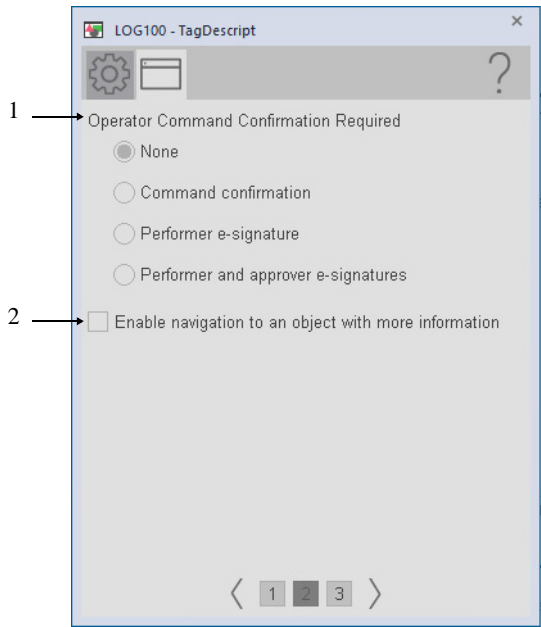 LOG100 - TagDescript
×
?
1
Operator Command Confirmation Required
None
Command confirmation
Performer e-signature
Performer and approver e-signatures
2
Enable navigation to an object with more information
1 2 3